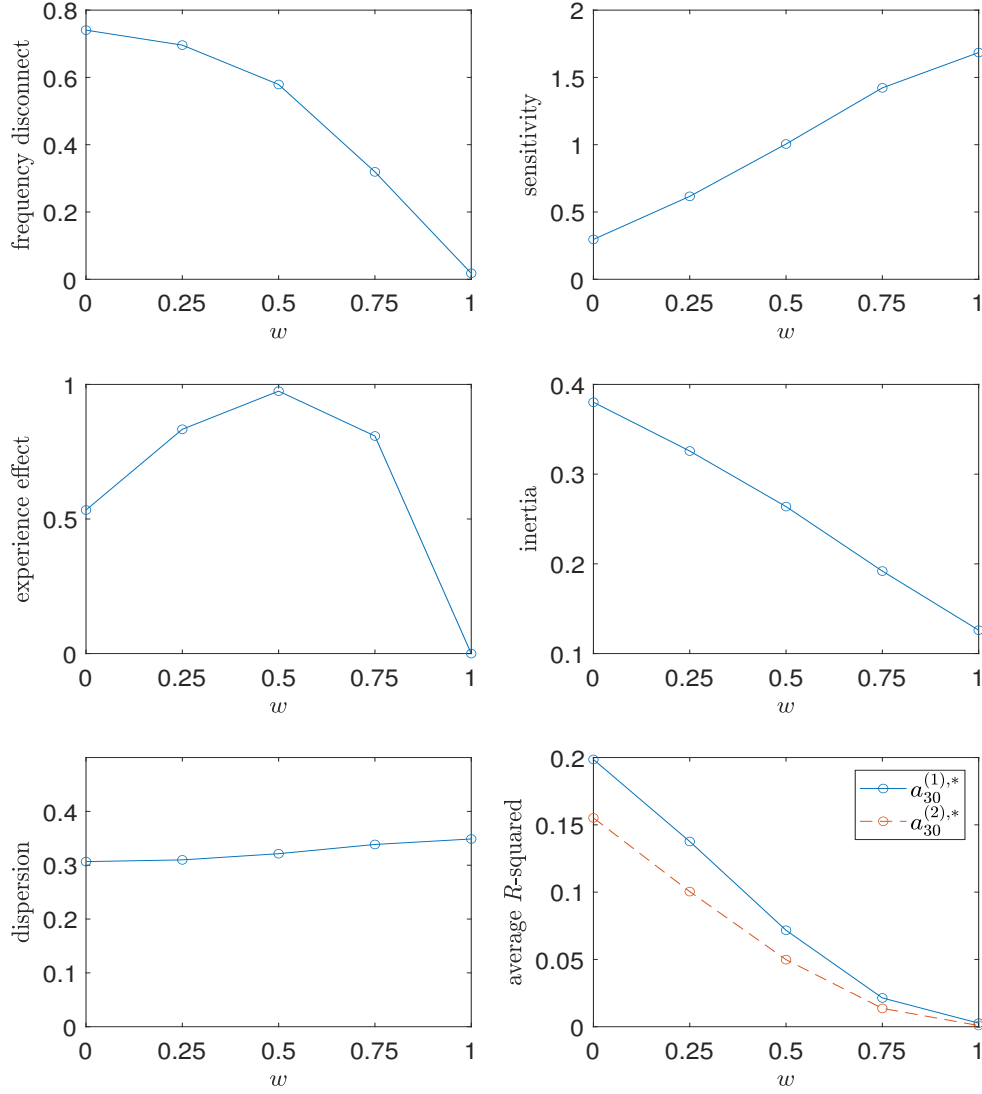 frequency disconnect
0.8
0.6
0.4
0.2
0
0 0.25 0.5 0.75 1
w
sensitivity
2
1.5
1
0.5
0
0 0.25 0.5 0.75 1
w
experience effect
1
0.5
0
0 0.25 0.5 0.75 1
w
inertia
0.4
0.3
0.2
0.1
0 0.25 0.5 0.75 1
w
dispersion
0.4
0.3
0.2
0.1
0
0 0.25 0.5 0.75 1
w
average R-squared
0.2
0.15
0.1
0.05
0
0 0.25 0.5 0.75 1
w
a_{30}^{(1),*}
a_{30}^{(2),*}